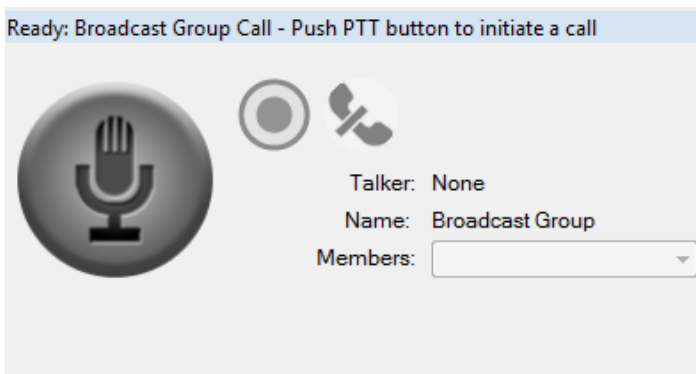 Ready: Broadcast Group Call - Push PTT button to initiate a call
Talker: None
Name: Broadcast Group
Members: